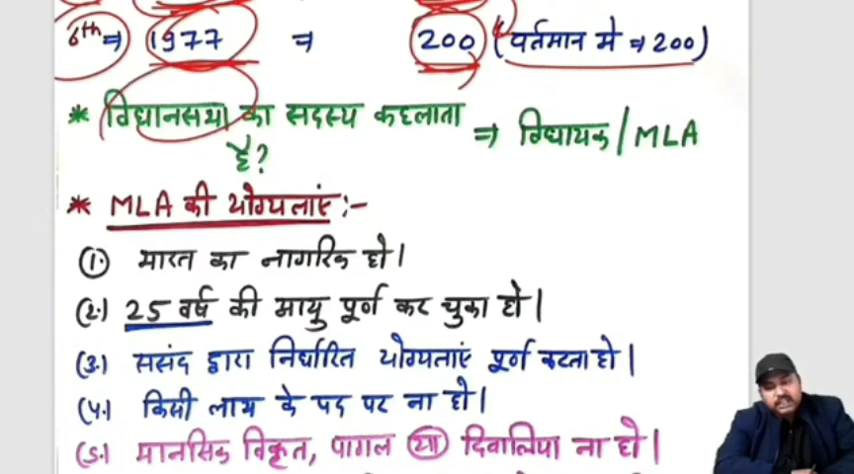 6th ⇒ 1977 ⇒ 200 (वर्तमान मे ⇒ 200)
* विधानसभा का सदस्य कहलाता
है? ⇒ विधायक/MLA
* MLA की योग्यताएं :-
(1.) भारत का नागरिक हो।
(2.) 25 वर्ष की आयु पूर्ण कर चुका हो।
(3.) ससंद द्वारा निर्धारित योग्यताएं पूर्ण करता हो।
(4.) किसी लाभ के पद पर ना हो।
(5.) मानसिक विकृत, पागल या दिवालिया ना हो।